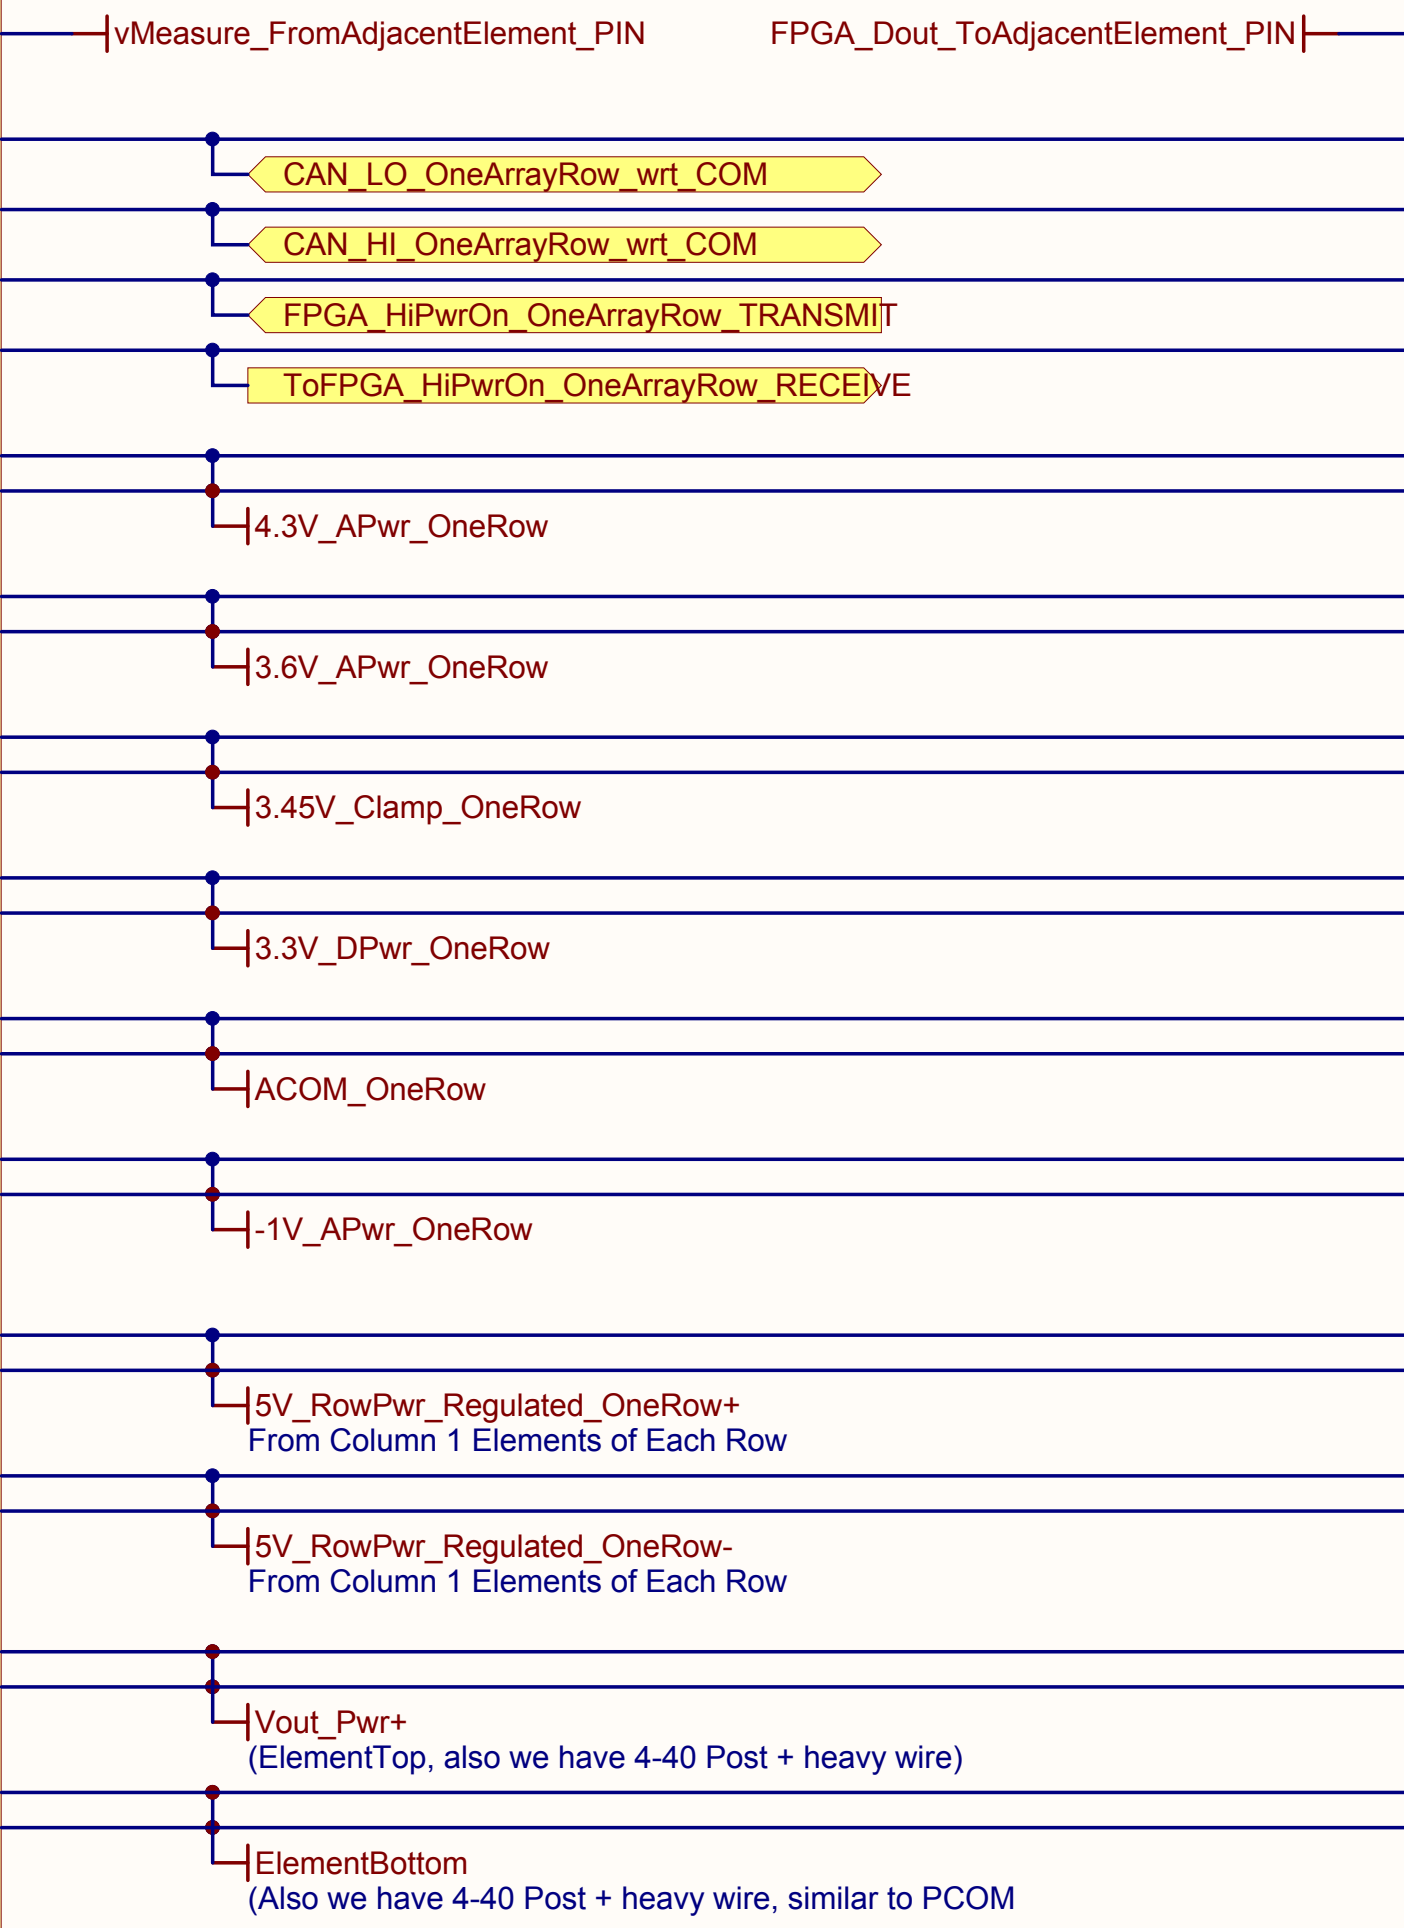 vMeasure_FromAdjacentElement_PIN FPGA_Dout_ToAdjacentElement_PIN
CAN_LO_OneArrayRow_wrt_COM
CAN_HI_OneArrayRow_wrt_COM
FPGA_HiPwrOn_OneArrayRow_TRANSMIT
ToFPGA_HiPwrOn_OneArrayRow_RECEIVE
4.3V_APwr_OneRow
3.6V_APwr_OneRow
3.45V_Clamp_OneRow
3.3V_DPwr_OneRow
ACOM_OneRow
-1V_APwr_OneRow
5V_RowPwr_Regulated_OneRow+
From Column 1 Elements of Each Row
5V_RowPwr_Regulated_OneRow-
From Column 1 Elements of Each Row
Vout_Pwr+
(ElementTop, also we have 4-40 Post + heavy wire)
ElementBottom
(Also we have 4-40 Post + heavy wire, similar to PCOM